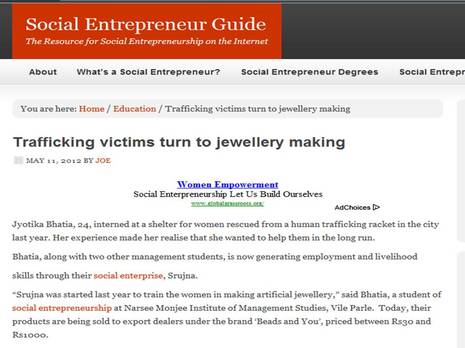 Social Entrepreneur Guide
The Resource for Social Entrepreneurship on the Internet
About What's a Social Entrepreneur? Social Entrepreneur Degrees Social Entrepr
You are here: Home / Education / Trafficking victims turn to jewellery making
Trafficking victims turn to jewellery making
MAY 11, 2012 BY JOE
Women Empowerment
Social Enterpreneurship Let Us Build Ourselves
www.globalgrassroots.org/
AdChoices
Jyotika Bhatia, 24, interned at a shelter for women rescued from a human trafficking racket in the city
last year. Her experience made her realise that she wanted to help them in the long run.
Bhatia, along with two other management students, is now generating employment and livelihood
skills through their social enterprise, Srujna.
“Srujna was started last year to train the women in making artificial jewellery,” said Bhatia, a student of
social entrepreneurship at Narsee Monjee Institute of Management Studies, Vile Parle. Today, their
products are being sold to export dealers under the brand ‘Beads and You’, priced between Rs30 and
Rs1000.